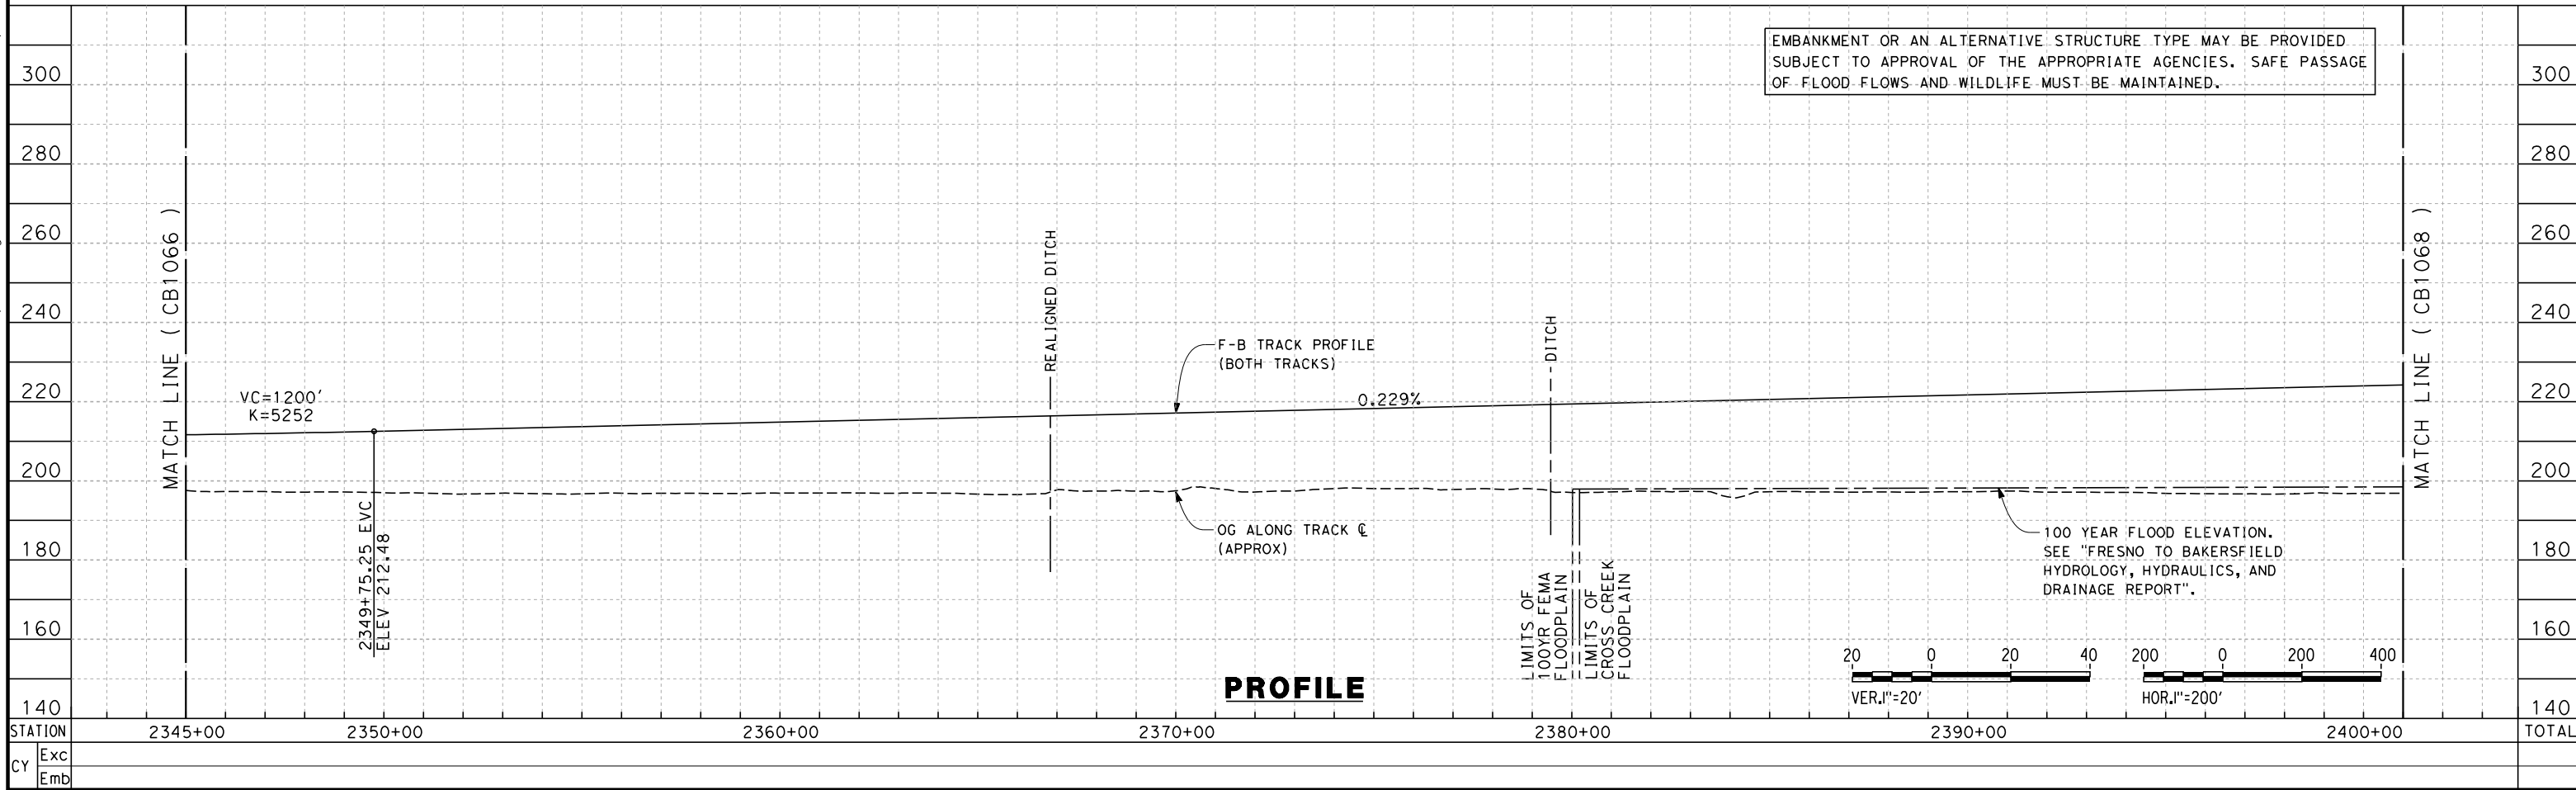 EMBANKMENT OR AN ALTERNATIVE STRUCTURE TYPE MAY BE PROVIDED
SUBJECT TO APPROVAL OF THE APPROPRIATE AGENCIES. SAFE PASSAGE
OF FLOOD FLOWS AND WILDLIFE MUST BE MAINTAINED.
300
280
260
240
220
200
180
160
140
MATCH LINE ( CB1066 )
VC=1200'
K=5252
2349+75.25 EVC
ELEV 212.48
REALIGNED DITCH
F-B TRACK PROFILE
(BOTH TRACKS)
0.229%
OG ALONG TRACK ℄
(APPROX)
DITCH
LIMITS OF
100YR FEMA
FLOODPLAIN
LIMITS OF
CROSS CREEK
FLOODPLAIN
100 YEAR FLOOD ELEVATION.
SEE "FRESNO TO BAKERSFIELD
HYDROLOGY, HYDRAULICS, AND
DRAINAGE REPORT".
MATCH LINE ( CB1068 )
300
280
260
240
220
200
180
160
140
20 0 20 40
VER.1"=20'
200 0 200 400
HOR.1"=200'
PROFILE
STATION 2345+00 2350+00 2360+00 2370+00 2380+00 2390+00 2400+00 TOTAL
CY
Exc
Emb